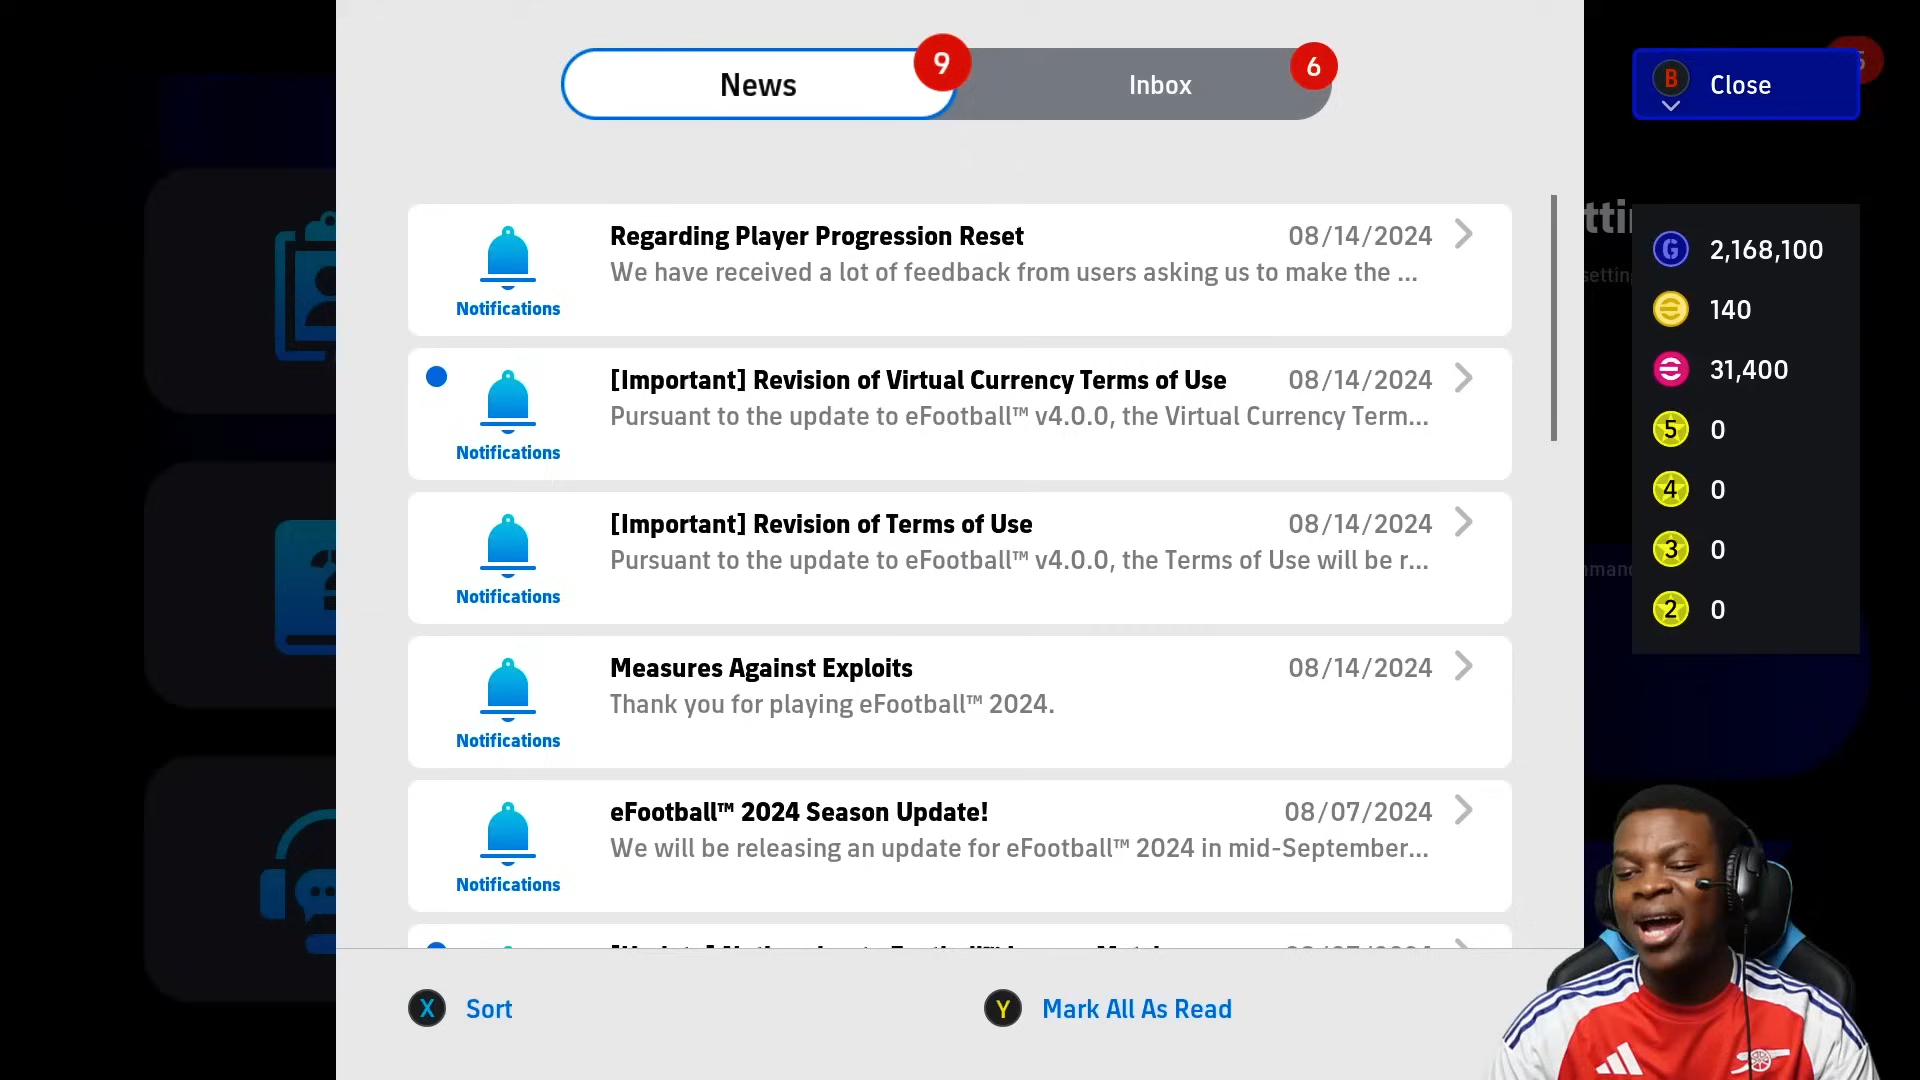 News
9
Inbox
6
B
Close
Regarding Player Progression Reset
08/14/2024
We have received a lot of feedback from users asking us to make the ...
Notifications
[Important] Revision of Virtual Currency Terms of Use
08/14/2024
Pursuant to the update to eFootball™ v4.0.0, the Virtual Currency Term...
Notifications
[Important] Revision of Terms of Use
08/14/2024
Pursuant to the update to eFootball™ v4.0.0, the Terms of Use will be r...
Notifications
Measures Against Exploits
08/14/2024
Thank you for playing eFootball™ 2024.
Notifications
eFootball™ 2024 Season Update!
08/07/2024
We will be releasing an update for eFootball™ 2024 in mid-September...
Notifications
G 2,168,100
140
31,400
5 0
4 0
3 0
2 0
X Sort
Y Mark All As Read